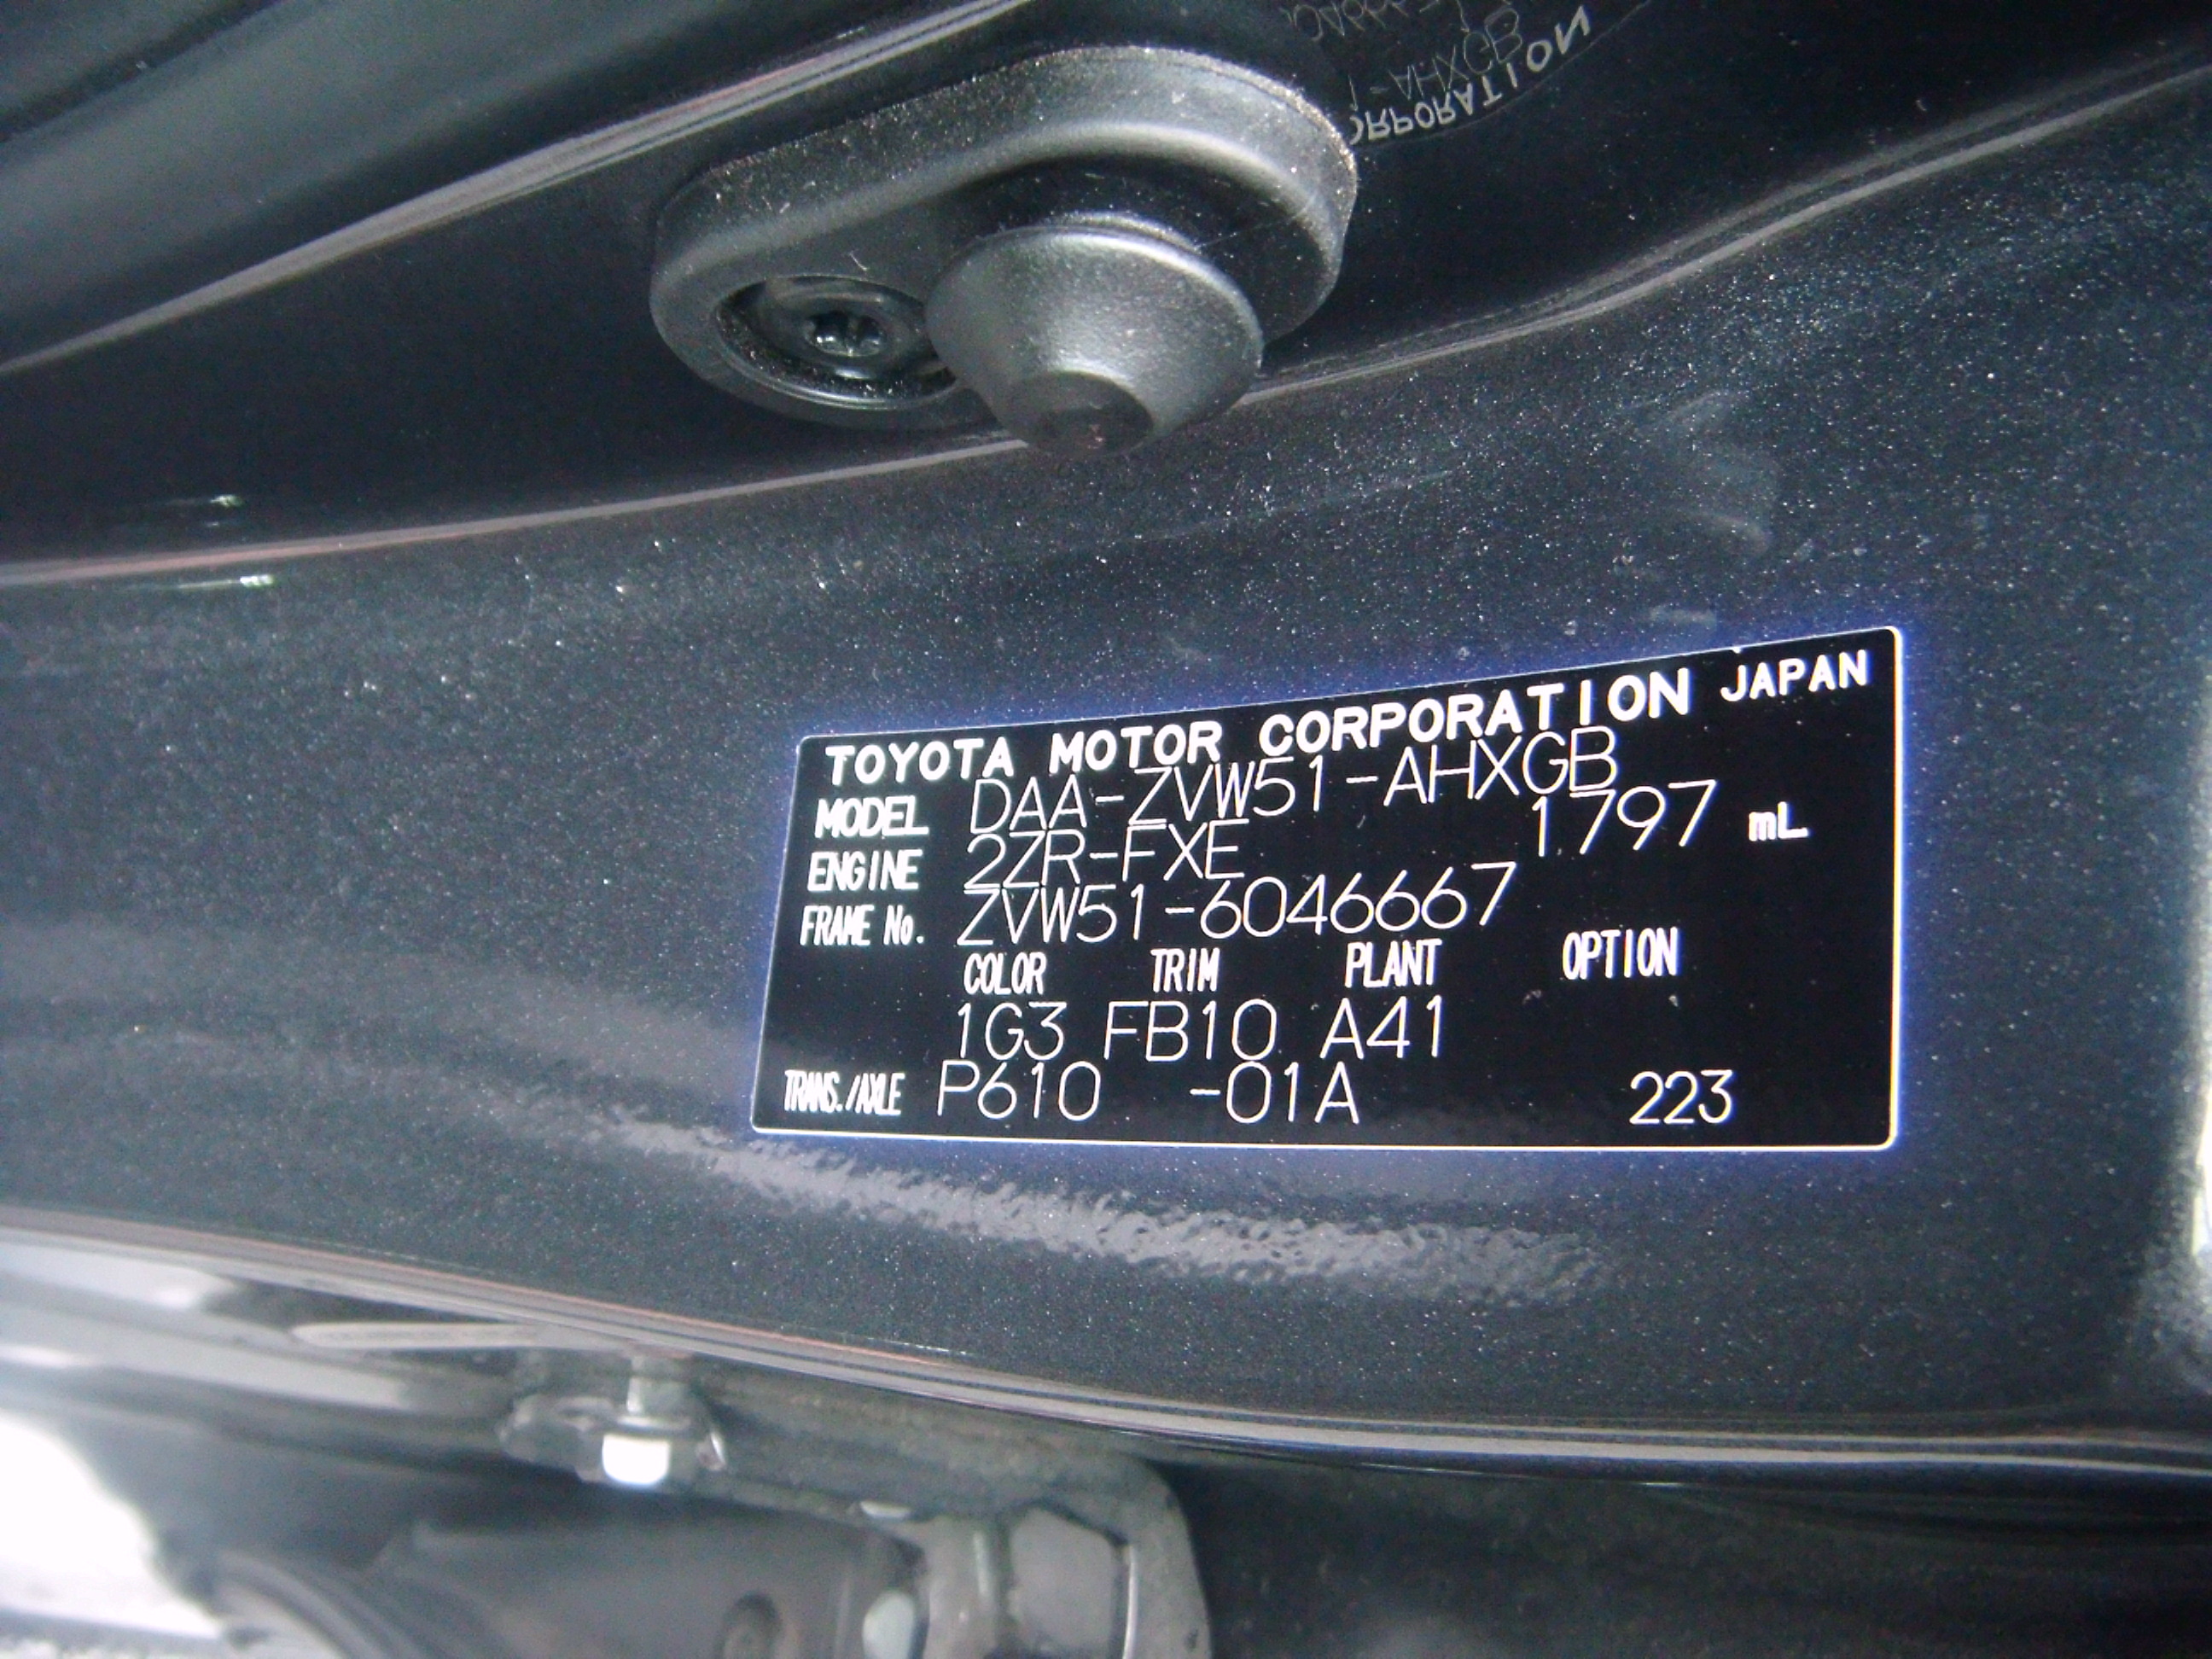 TOYOTA MOTOR CORPORATION JAPAN
MODEL DAA-ZVW51-AHXGB
ENGINE 2ZR-FXE 1797 mL
FRAME No. ZVW51-6046667
COLOR TRIM PLANT OPTION
1G3 FB10 A41
TRANS./AXLE P610 -01A 223